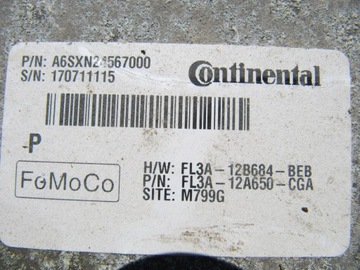 P/N: A6SXN24567000
S/N: 170711115
Continental
P
FoMoCo
H/W: FL3A-12B684-BEB
P/N: FL3A-12A650-CGA
SITE: M799G